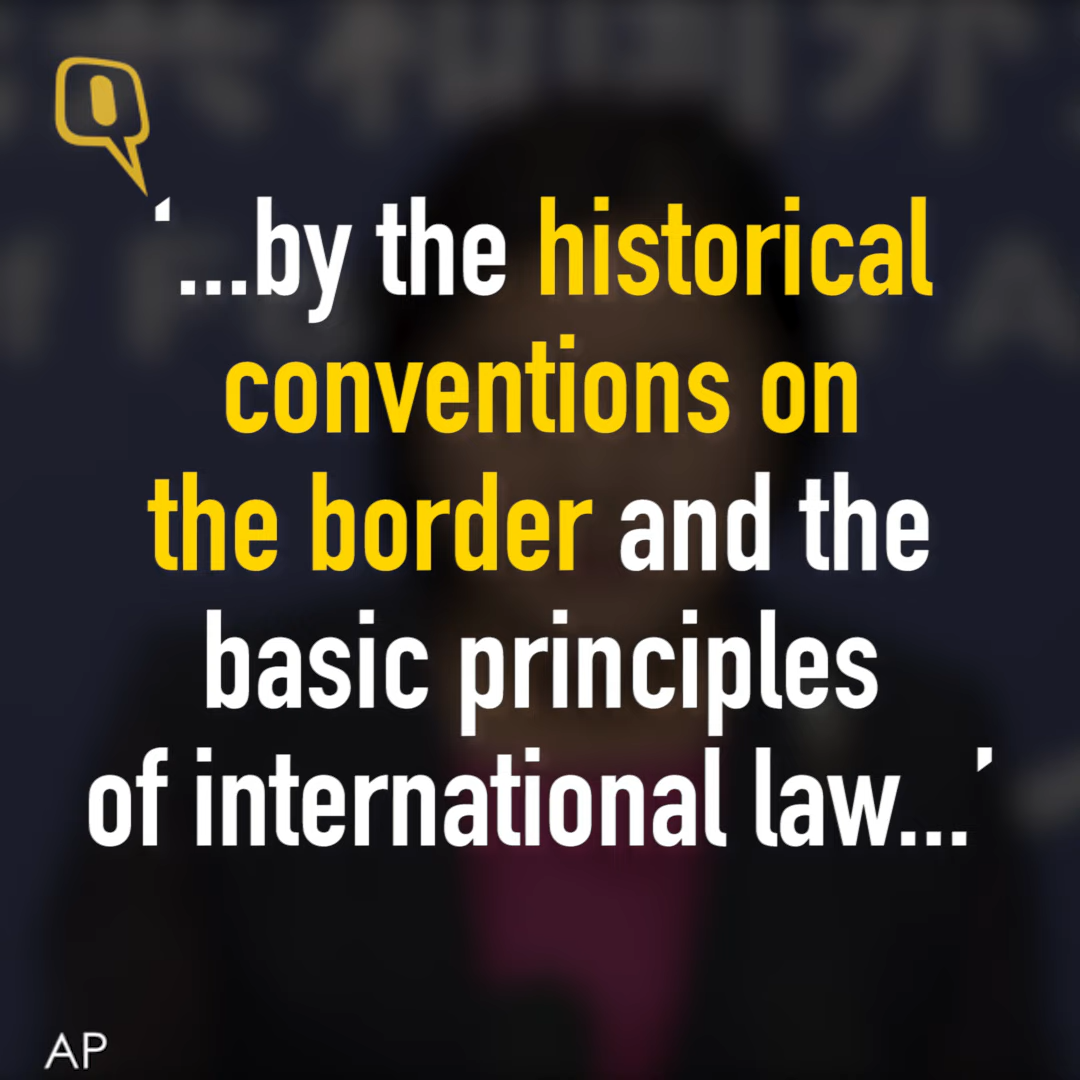 ‘...by the historical
conventions on
the border and the
basic principles
of international law...’
AP